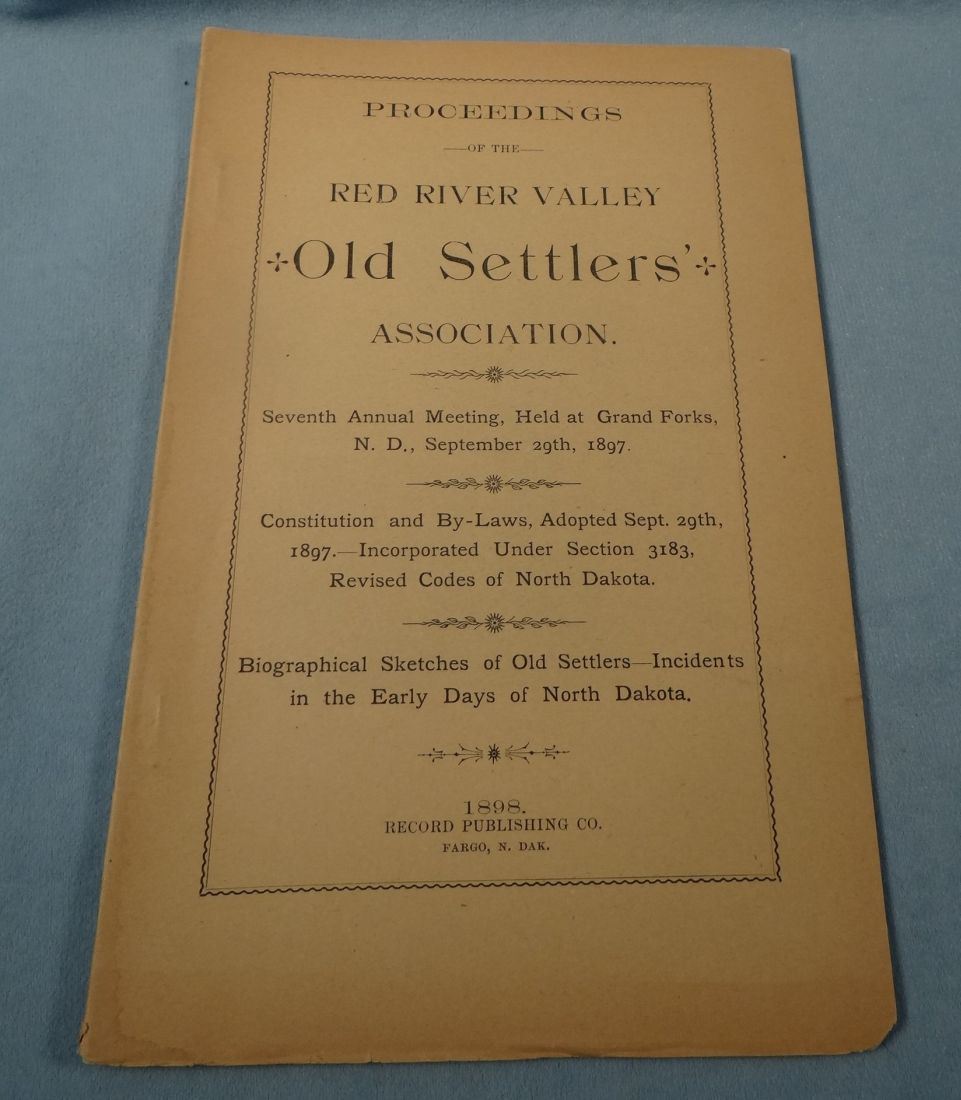 PROCEEDINGS
—OF THE—
RED RIVER VALLEY
Old Settlers'
ASSOCIATION.
Seventh Annual Meeting, Held at Grand Forks,
N. D., September 29th, 1897.
Constitution and By-Laws, Adopted Sept. 29th,
1897.—Incorporated Under Section 3183,
Revised Codes of North Dakota.
Biographical Sketches of Old Settlers—Incidents
in the Early Days of North Dakota.
1898.
RECORD PUBLISHING CO.
FARGO, N. DAK.